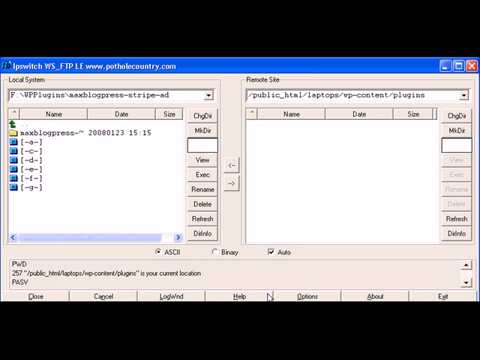 Ipswitch WS_FTP LE www.potholecountry.com
Local System
Remote Site
F:\WPPlugins\maxblogpress-stripe-ad
/public_html/laptops/wp-content/plugins
^ Name Date Size
ChgDir
^ Name Date Size
ChgDir
..
maxblogpress-~ 20080123 15:15
MkDir
MkDir
[-a-]
[-c-]
[-d-]
View
View
[-e-]
Exec
Exec
[-f-]
[-g-]
Rename
Rename
Delete
Delete
Refresh
Refresh
DirInfo
DirInfo
<--
-->
ASCII Binary Auto
PWD
257 "/public_html/laptops/wp-content/plugins" is your current location
PASV
Close Cancel LogWnd Help Options About Exit